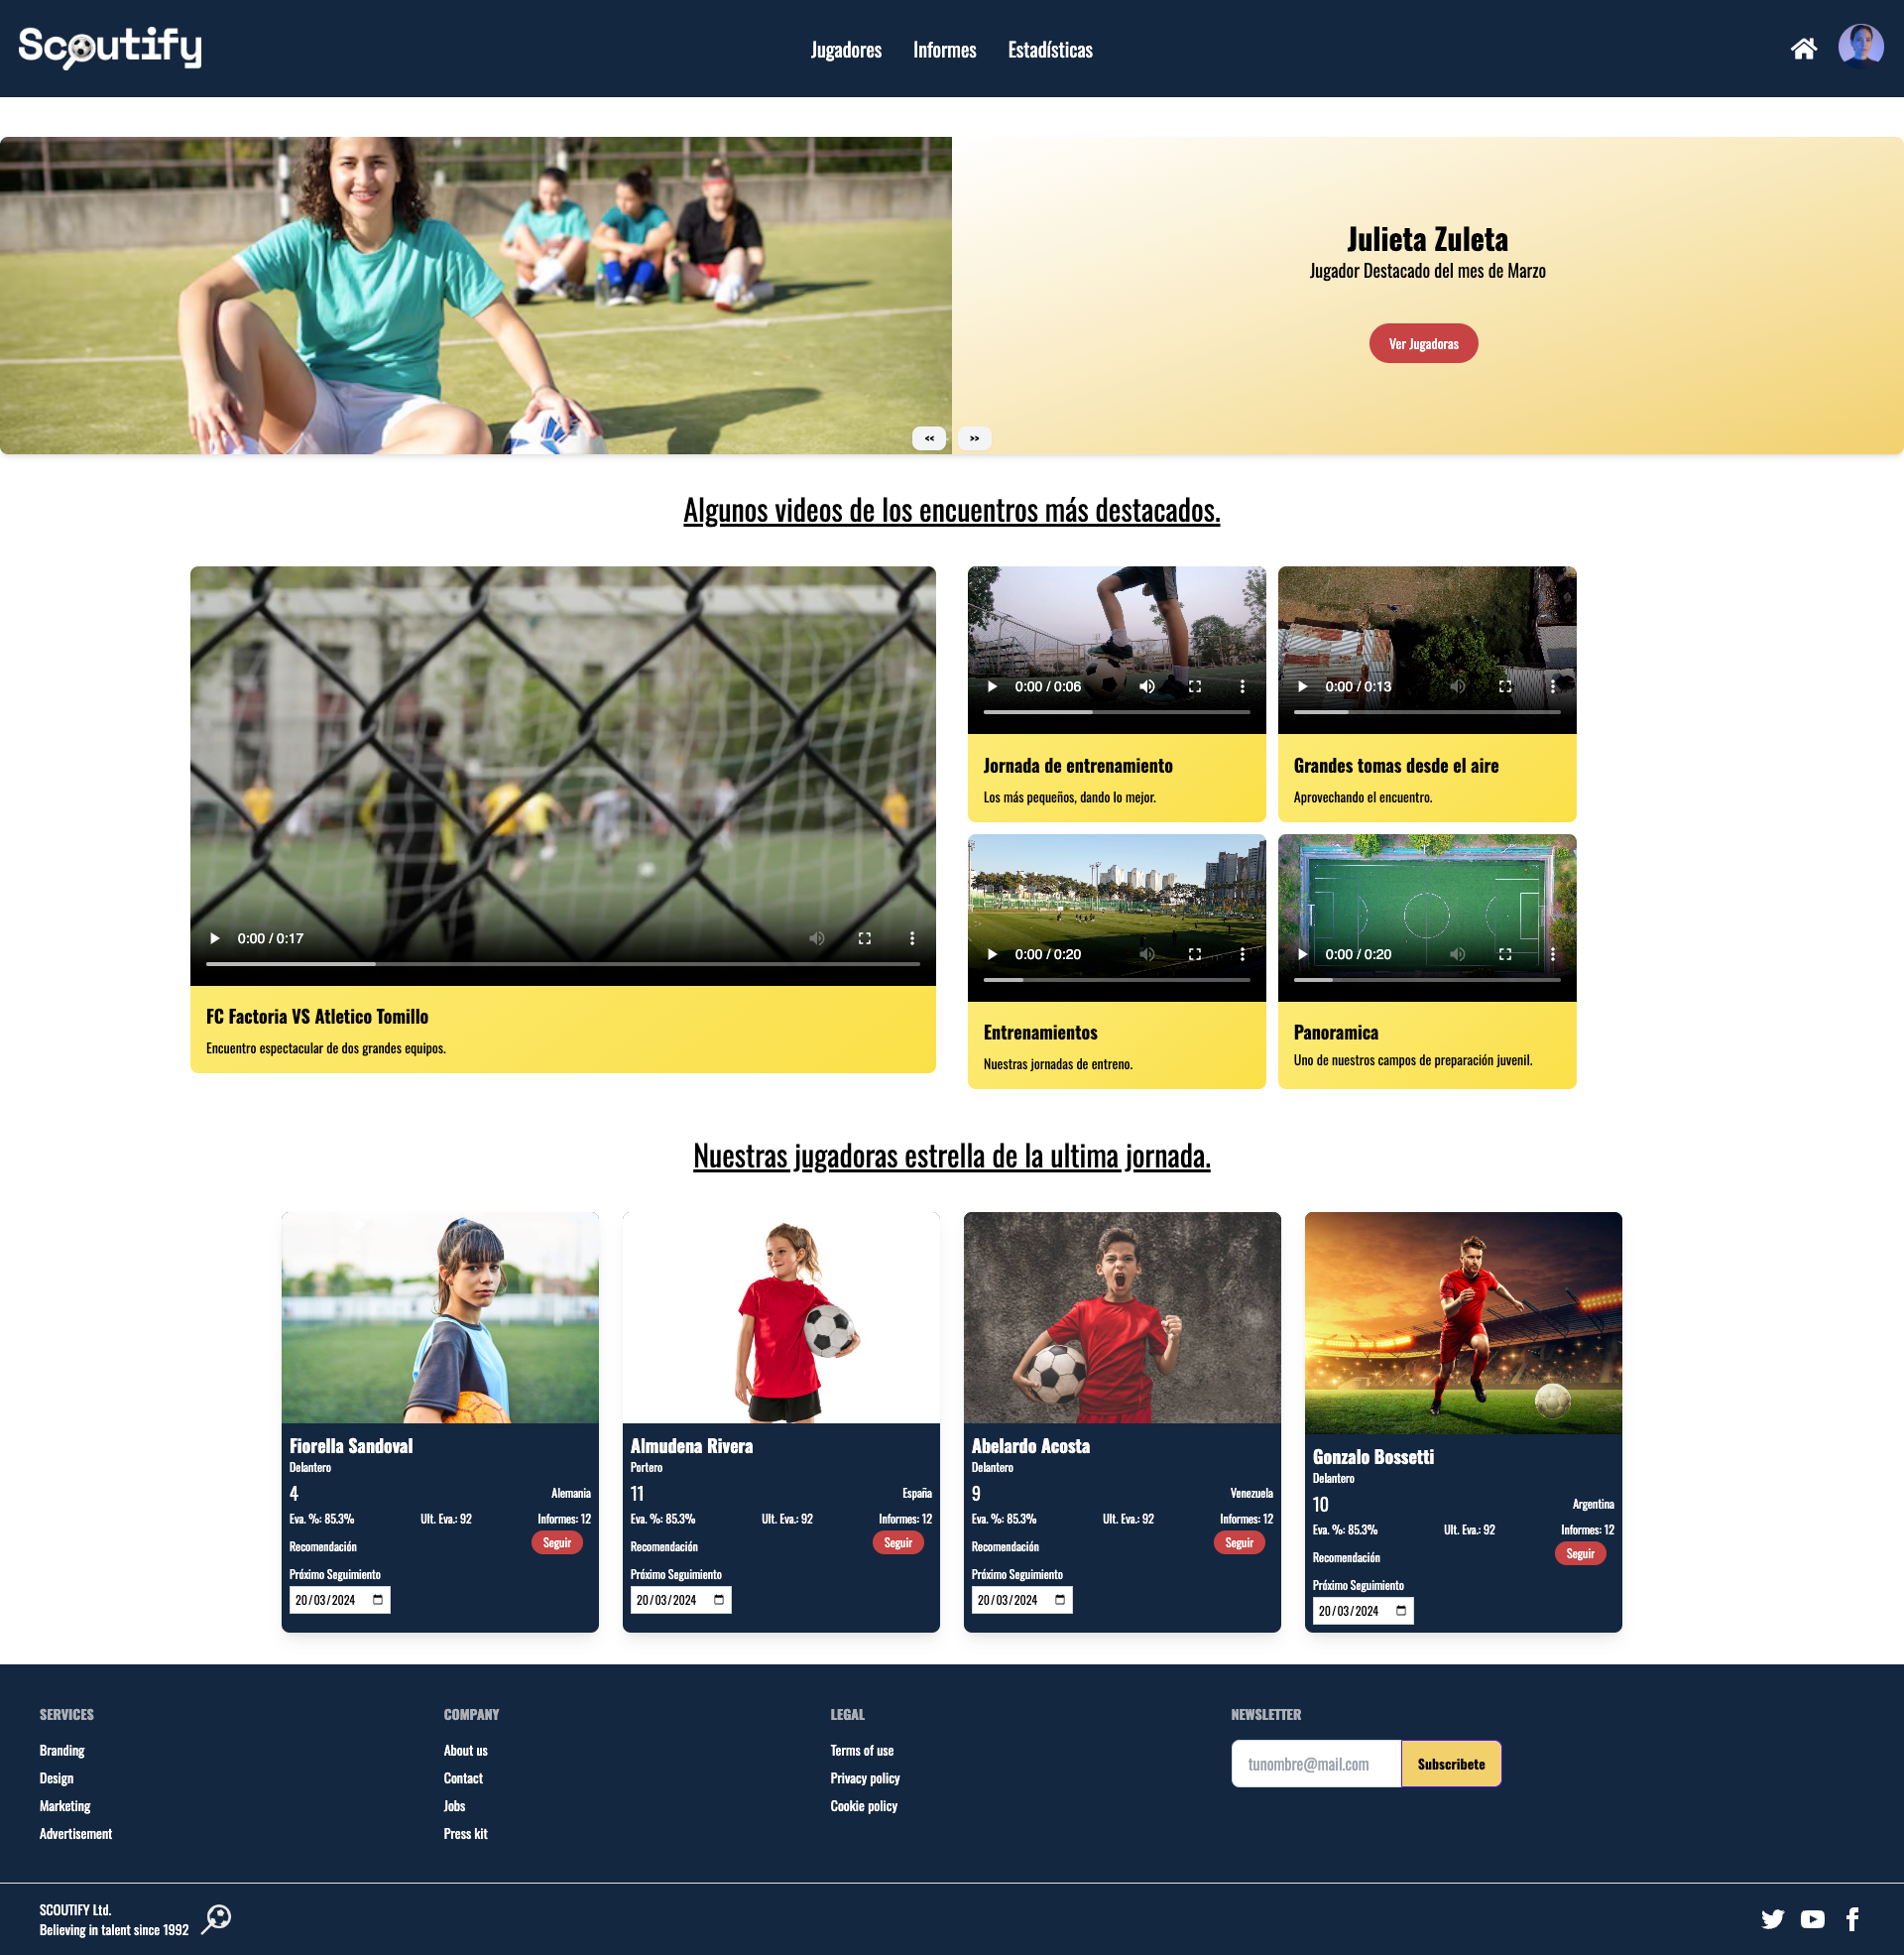 Scoutify
Jugadores Informes Estadísticas
Julieta Zuleta
Jugador Destacado del mes de Marzo
Ver Jugadoras
<< >>
Algunos videos de los encuentros más destacados.
0:00 / 0:17
FC Factoria VS Atletico Tomillo
Encuentro espectacular de dos grandes equipos.
0:00 / 0:06
Jornada de entrenamiento
Los más pequeños, dando lo mejor.
0:00 / 0:13
Grandes tomas desde el aire
Aprovechando el encuentro.
0:00 / 0:20
Entrenamientos
Nuestras jornadas de entreno.
0:00 / 0:20
Panoramica
Uno de nuestros campos de preparación juvenil.
Nuestras jugadoras estrella de la ultima jornada.
Fiorella Sandoval
Delantero
4 Alemania
Eva. %: 85.3% Ult. Eva.: 92 Informes: 12
Recomendación Seguir
Próximo Seguimiento
20/03/2024
Almudena Rivera
Portero
11 España
Eva. %: 85.3% Ult. Eva.: 92 Informes: 12
Recomendación Seguir
Próximo Seguimiento
20/03/2024
Abelardo Acosta
Delantero
9 Venezuela
Eva. %: 85.3% Ult. Eva.: 92 Informes: 12
Recomendación Seguir
Próximo Seguimiento
20/03/2024
Gonzalo Bossetti
Delantero
10 Argentina
Eva. %: 85.3% Ult. Eva.: 92 Informes: 12
Recomendación Seguir
Próximo Seguimiento
20/03/2024
SERVICES
Branding
Design
Marketing
Advertisement
COMPANY
About us
Contact
Jobs
Press kit
LEGAL
Terms of use
Privacy policy
Cookie policy
NEWSLETTER
tunombre@mail.com Subscribete
SCOUTIFY Ltd.
Believing in talent since 1992